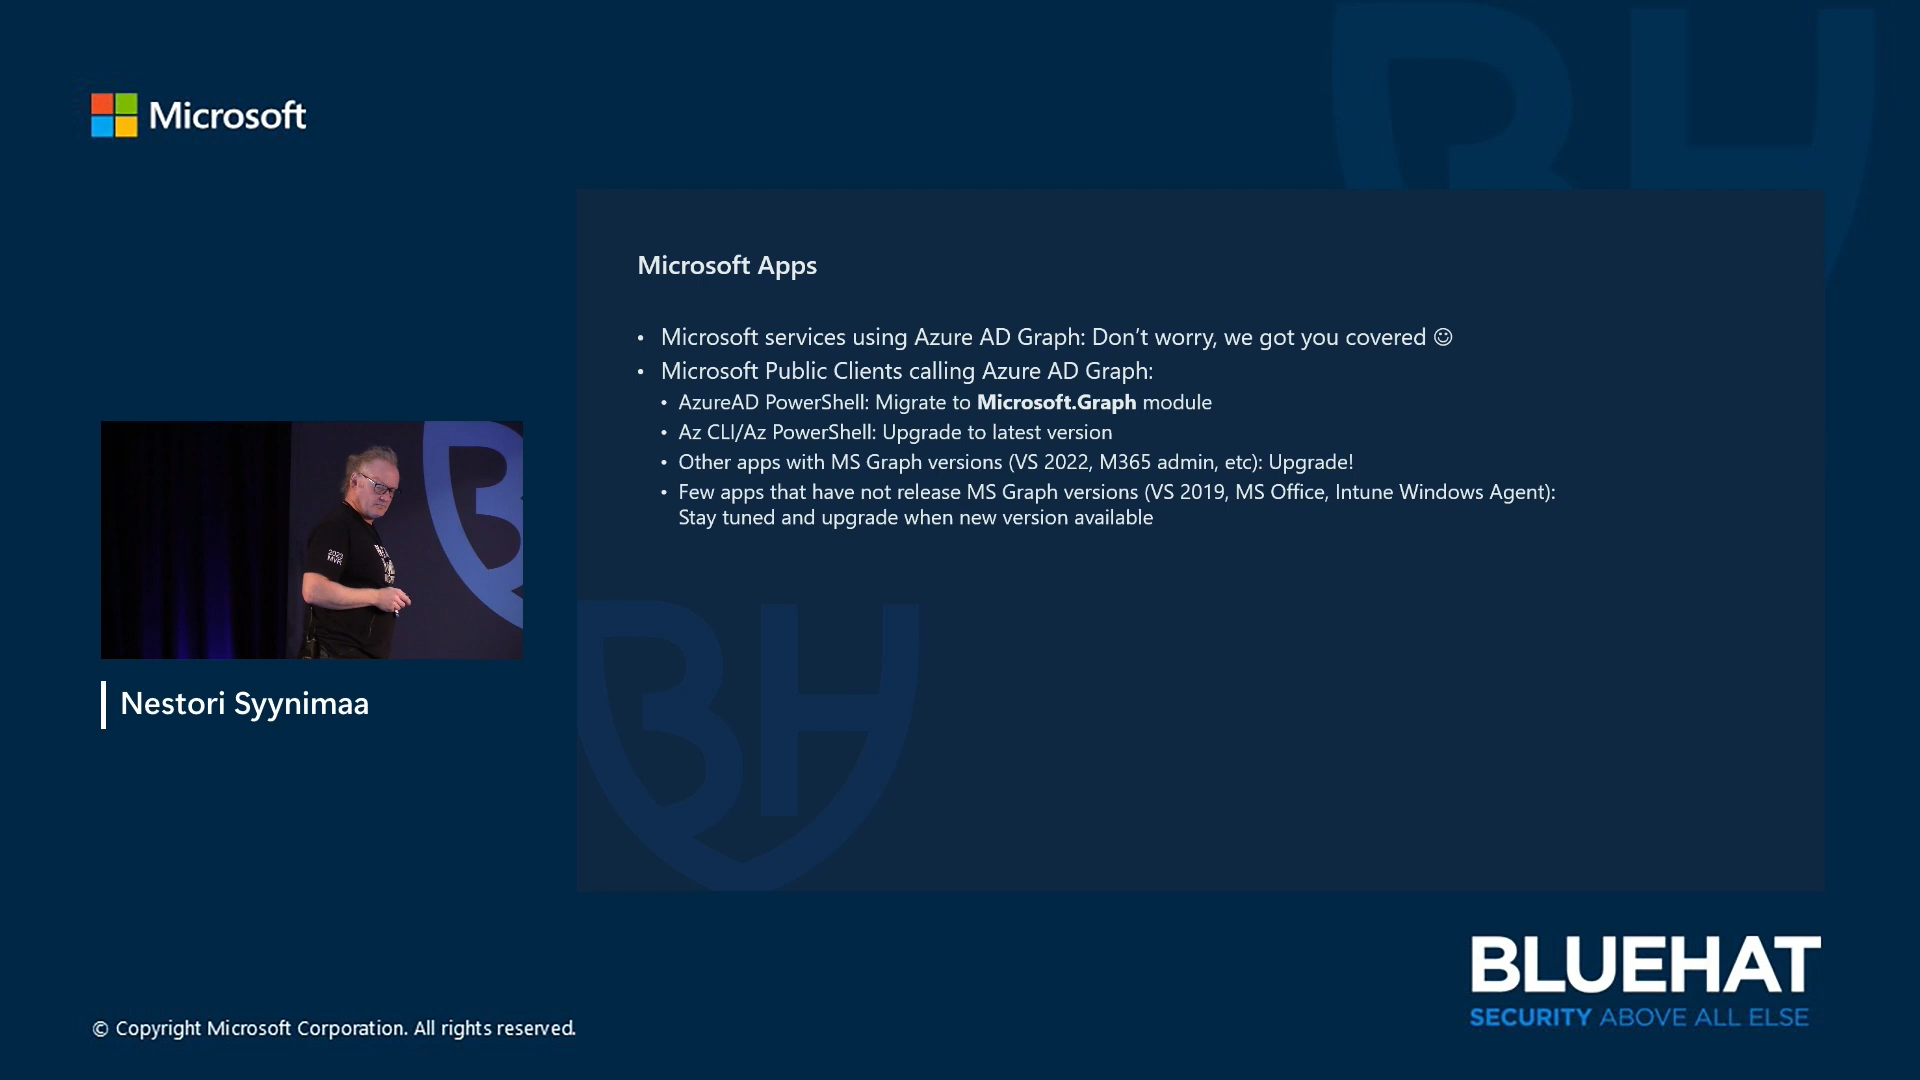 Microsoft
Microsoft Apps
• Microsoft services using Azure AD Graph: Don't worry, we got you covered ☺
• Microsoft Public Clients calling Azure AD Graph:
• AzureAD PowerShell: Migrate to Microsoft.Graph module
• Az CLI/Az PowerShell: Upgrade to latest version
• Other apps with MS Graph versions (VS 2022, M365 admin, etc): Upgrade!
• Few apps that have not release MS Graph versions (VS 2019, MS Office, Intune Windows Agent):
Stay tuned and upgrade when new version available
Nestori Syynimaa
BH
BLUEHAT
SECURITY ABOVE ALL ELSE
© Copyright Microsoft Corporation. All rights reserved.